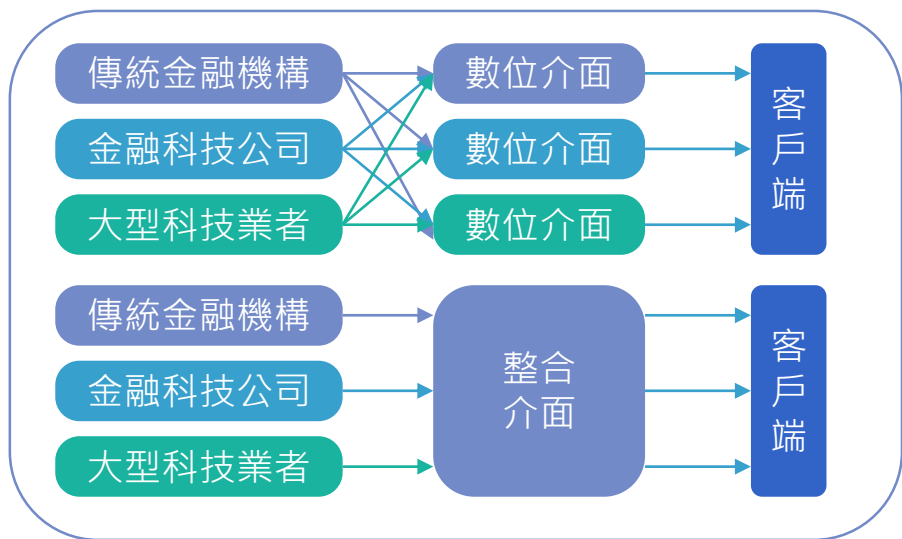 傳統金融機構
數位介面
金融科技公司
數位介面
大型科技業者
數位介面
客戶端
傳統金融機構
金融科技公司
大型科技業者
整合
介面
客戶端